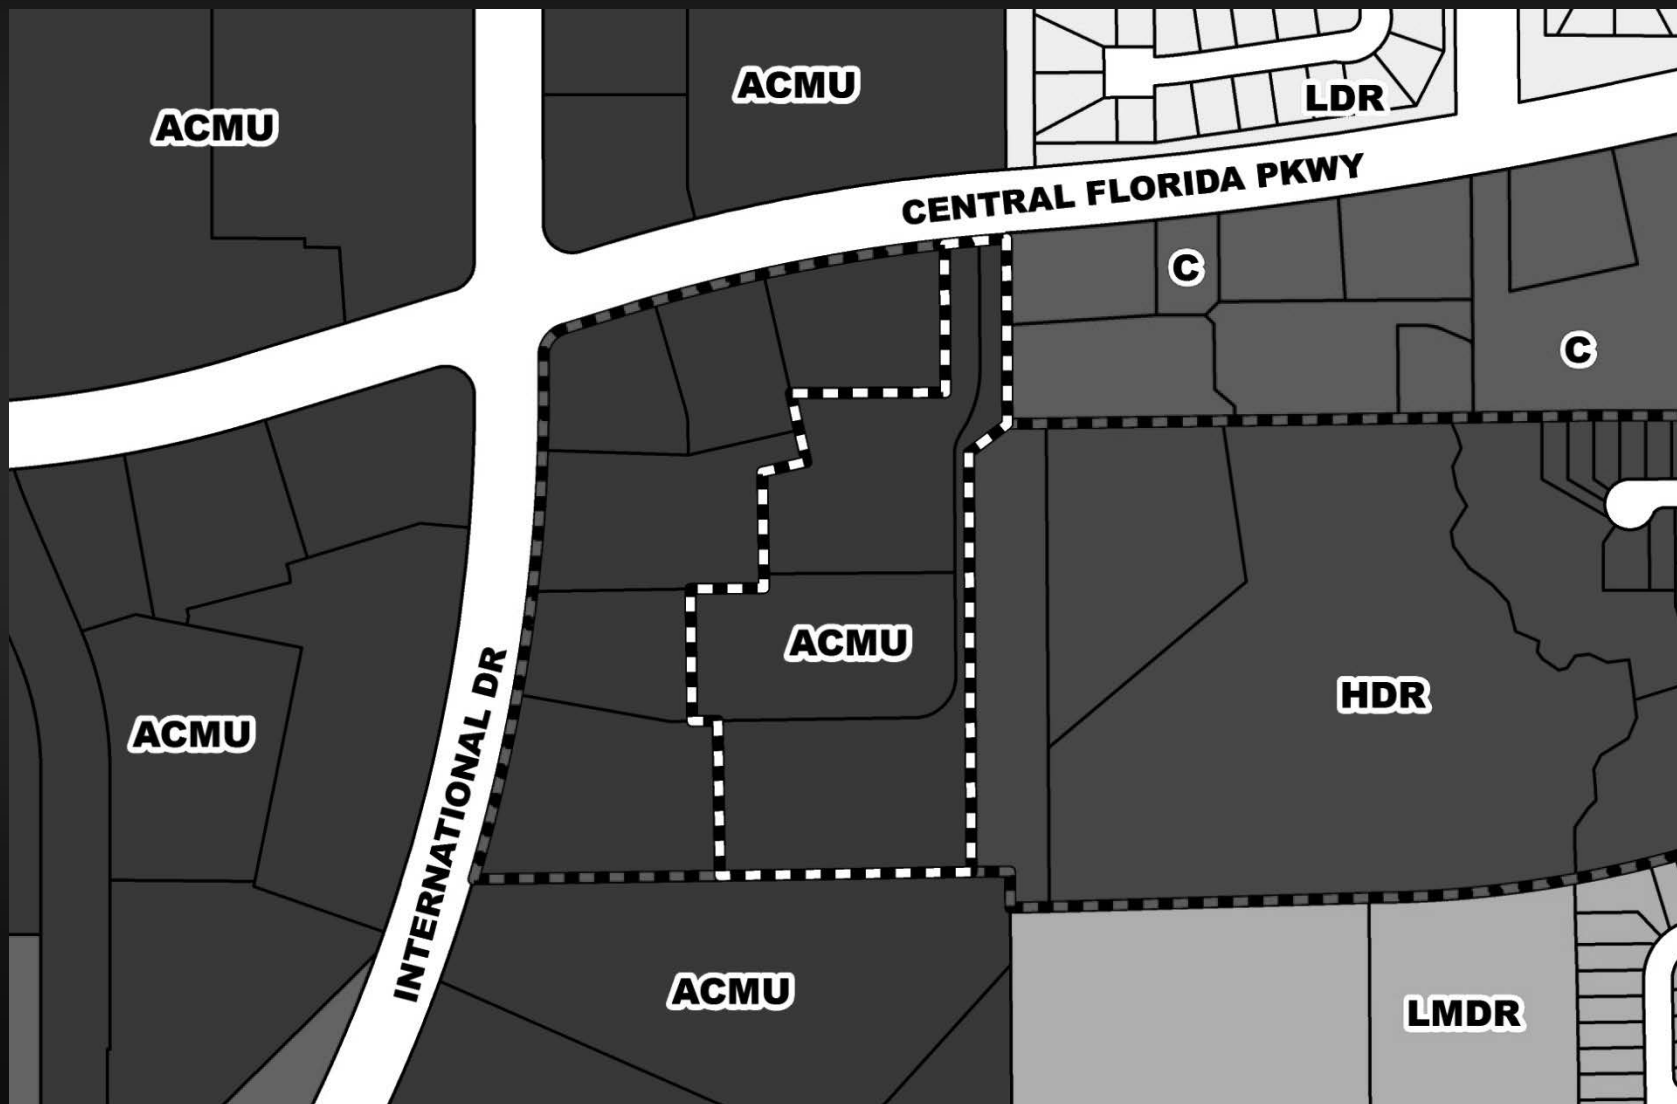 ACMU
ACMU
LDR
CENTRAL FLORIDA PKWY
C
C
ACMU
HDR
ACMU
INTERNATIONAL DR
ACMU
LMDR